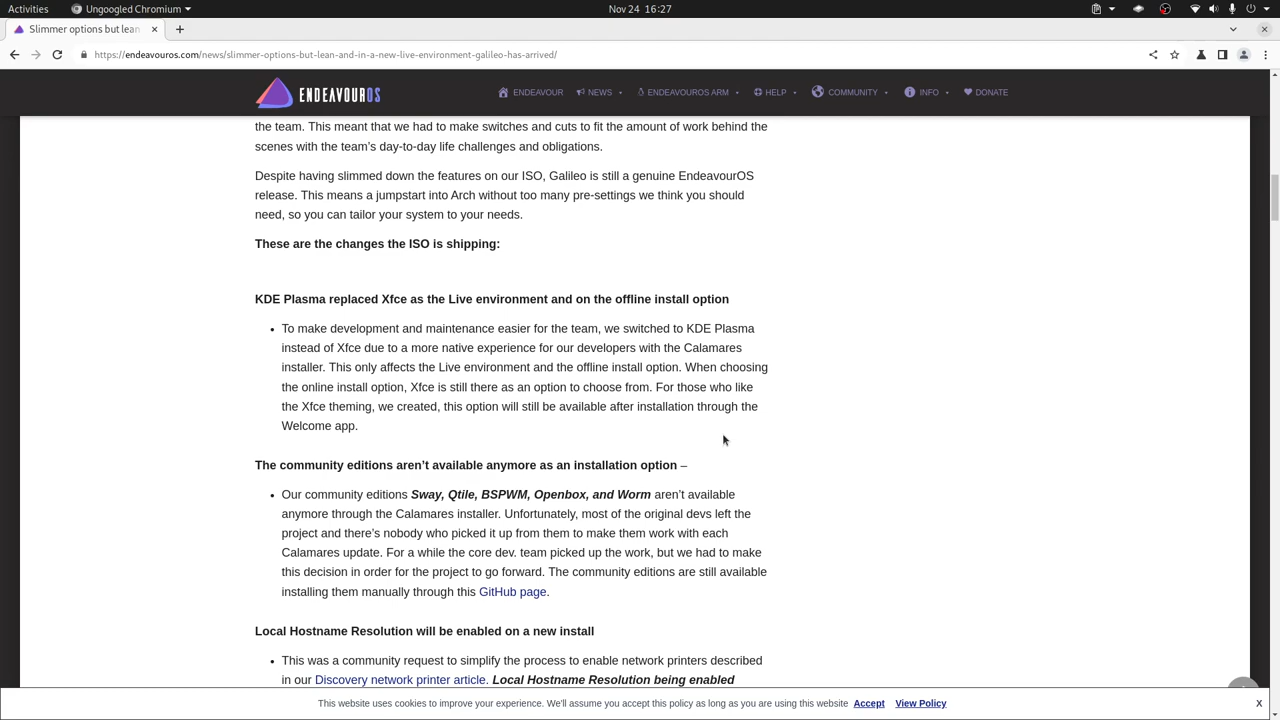 Activities
Ungoogled Chromium
Nov 24 16:27
Slimmer options but lean
https://endeavouros.com/news/slimmer-options-but-lean-and-in-a-new-live-environment-galileo-has-arrived/
ENDEAVOUROS
ENDEAVOUR
NEWS
ENDEAVOUROS ARM
HELP
COMMUNITY
INFO
DONATE
the team. This meant that we had to make switches and cuts to fit the amount of work behind the
scenes with the team’s day-to-day life challenges and obligations.
Despite having slimmed down the features on our ISO, Galileo is still a genuine EndeavourOS
release. This means a jumpstart into Arch without too many pre-settings we think you should
need, so you can tailor your system to your needs.
These are the changes the ISO is shipping:
KDE Plasma replaced Xfce as the Live environment and on the offline install option
• To make development and maintenance easier for the team, we switched to KDE Plasma
instead of Xfce due to a more native experience for our developers with the Calamares
installer. This only affects the Live environment and the offline install option. When choosing
the online install option, Xfce is still there as an option to choose from. For those who like
the Xfce theming, we created, this option will still be available after installation through the
Welcome app.
The community editions aren’t available anymore as an installation option –
• Our community editions Sway, Qtile, BSPWM, Openbox, and Worm aren’t available
anymore through the Calamares installer. Unfortunately, most of the original devs left the
project and there’s nobody who picked it up from them to make them work with each
Calamares update. For a while the core dev. team picked up the work, but we had to make
this decision in order for the project to go forward. The community editions are still available
installing them manually through this GitHub page.
Local Hostname Resolution will be enabled on a new install
• This was a community request to simplify the process to enable network printers described
in our Discovery network printer article. Local Hostname Resolution being enabled
This website uses cookies to improve your experience. We'll assume you accept this policy as long as you are using this website Accept View Policy
X